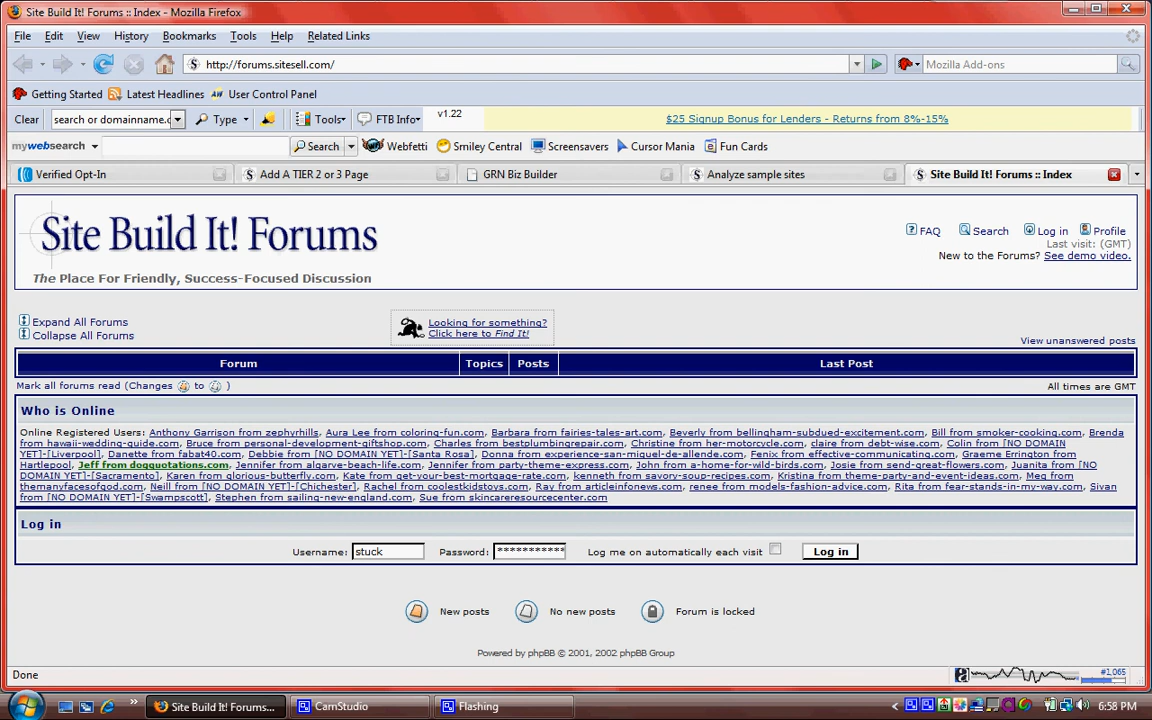 Site Build It! Forums :: Index - Mozilla Firefox
File Edit View History Bookmarks Tools Help Related Links
http://forums.sitesell.com/ Mozilla Add-ons
Getting Started Latest Headlines User Control Panel
Clear search or domainname.c Type Tools FTB Info v1.22 $25 Signup Bonus for Lenders - Returns from 8%-15%
mywebsearch Search Webfetti Smiley Central Screensavers Cursor Mania Fun Cards
Verified Opt-In Add A TIER 2 or 3 Page GRN Biz Builder Analyze sample sites Site Build It! Forums :: Index
Site Build It! Forums
The Place For Friendly, Success-Focused Discussion
FAQ Search Log in Profile
Last visit: (GMT)
New to the Forums? See demo video.
Expand All Forums
Collapse All Forums
Looking for something?
Click here to Find It!
View unanswered posts
Forum Topics Posts Last Post
Mark all forums read (Changes to ) All times are GMT
Who is Online
Online Registered Users: Anthony Garrison from zephyrhills, Aura Lee from coloring-fun.com, Barbara from fairies-tales-art.com, Beverly from bellingham-subdued-excitement.com, Bill from smoker-cooking.com, Brenda
from hawaii-wedding-guide.com, Bruce from personal-development-giftshop.com, Charles from bestplumbingrepair.com, Christine from her-motorcycle.com, claire from debt-wise.com, Colin from [NO DOMAIN
YET]-[Liverpool], Danette from fabat40.com, Debbie from [NO DOMAIN YET]-[Santa Rosa], Donna from experience-san-miguel-de-allende.com, Fenix from effective-communicating.com, Graeme Errington from
Hartlepool, Jeff from dogquotations.com, Jennifer from algarve-beach-life.com, Jennifer from party-theme-express.com, John from a-home-for-wild-birds.com, Josie from send-great-flowers.com, Juanita from [NO
DOMAIN YET]-[Sacramento], Karen from glorious-butterfly.com, Kate from get-your-best-mortgage-rate.com, kenneth from savory-soup-recipes.com, Kristina from theme-party-and-event-ideas.com, Meg from
themanyfacesofgod.com, Neill from [NO DOMAIN YET]-[Chichester], Rachel from coolestkidstoys.com, Ray from articleinfonews.com, renee from models-fashion-advice.com, Rita from fear-stands-in-my-way.com, Sivan
from [NO DOMAIN YET]-[Swampscott], Stephen from sailing-new-england.com, Sue from skincareresourcecenter.com
Log in
Username: stuck Password: *********** Log me on automatically each visit Log in
New posts No new posts Forum is locked
Powered by phpBB © 2001, 2002 phpBB Group
Done #1,065
Site Build It! Forums... CamStudio Flashing 6:58 PM